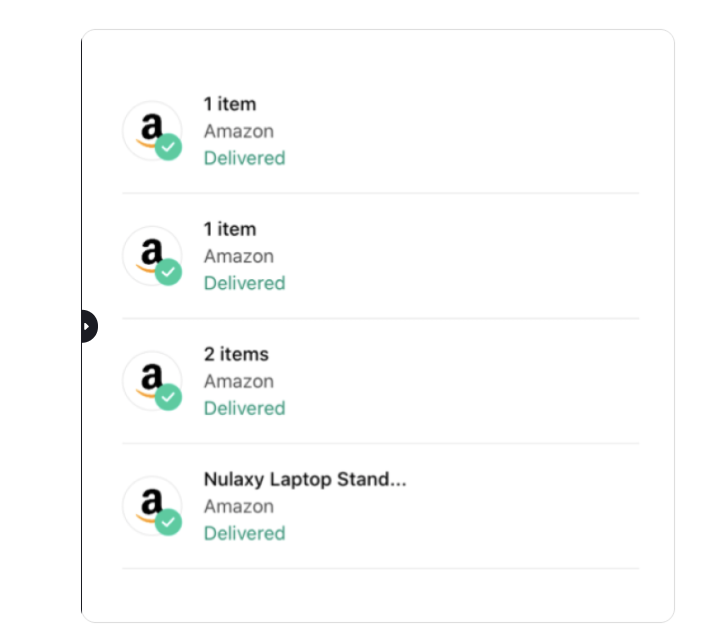 1 item
Amazon
Delivered
1 item
Amazon
Delivered
2 items
Amazon
Delivered
Nulaxy Laptop Stand...
Amazon
Delivered